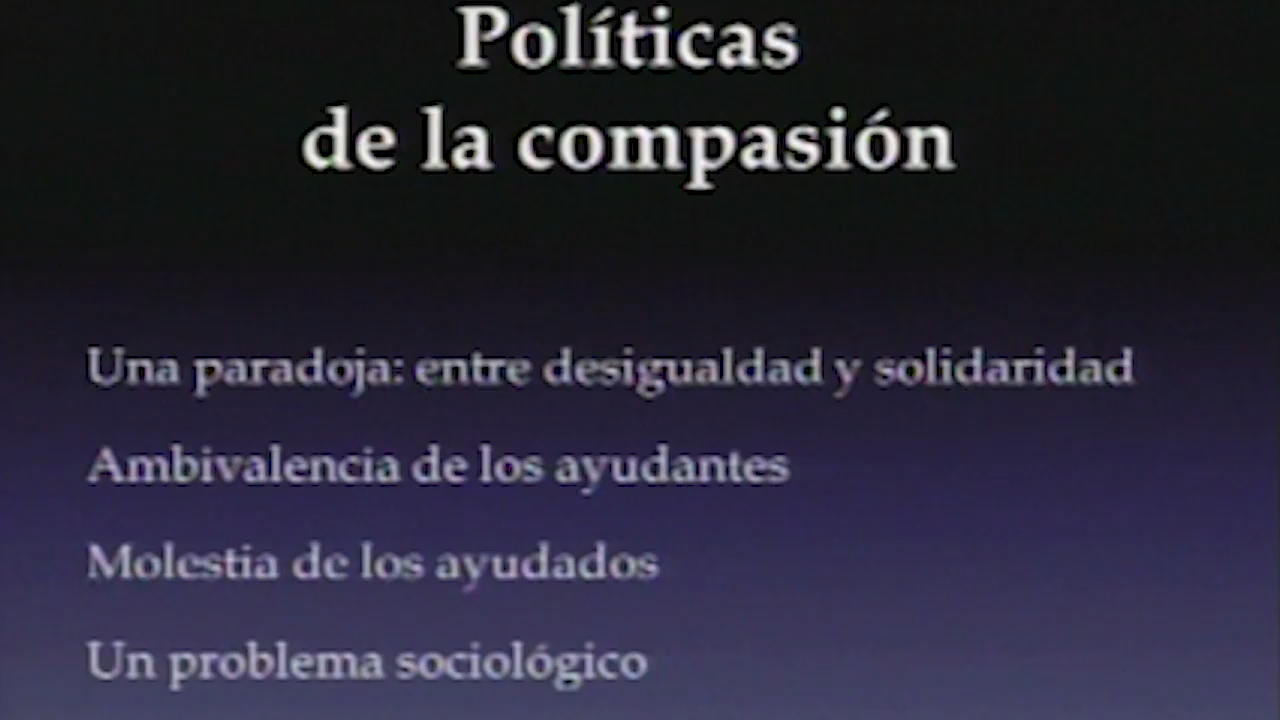 Políticas
de la compasión
Una paradoja: entre desigualdad y solidaridad
Ambivalencia de los ayudantes
Molestia de los ayudados
Un problema sociológico